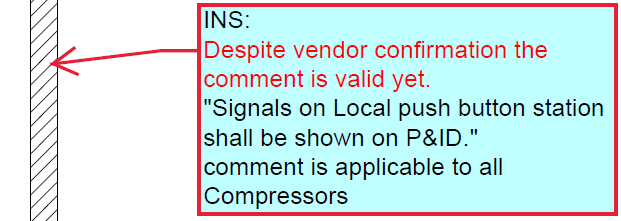 INS:
Despite vendor confirmation the
comment is valid yet.
"Signals on Local push button station
shall be shown on P&ID."
comment is applicable to all
Compressors